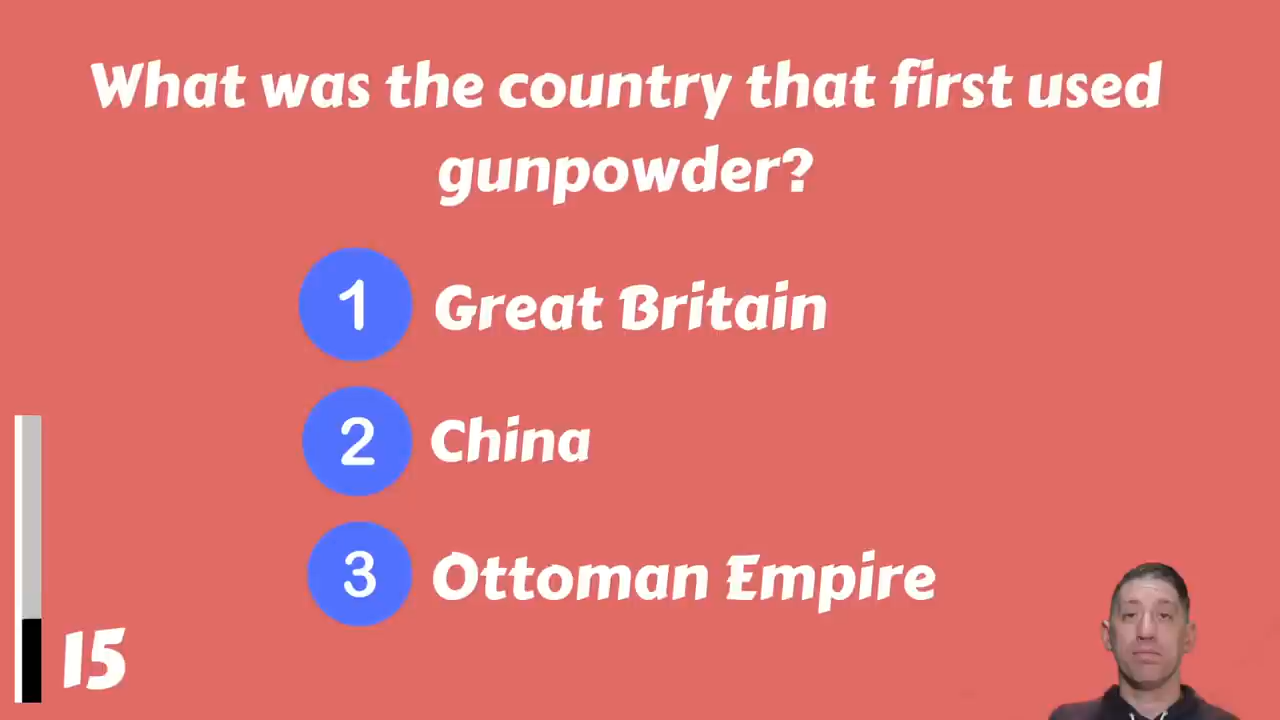 What was the country that first used
gunpowder?
1 Great Britain
2 China
3 Ottoman Empire
15